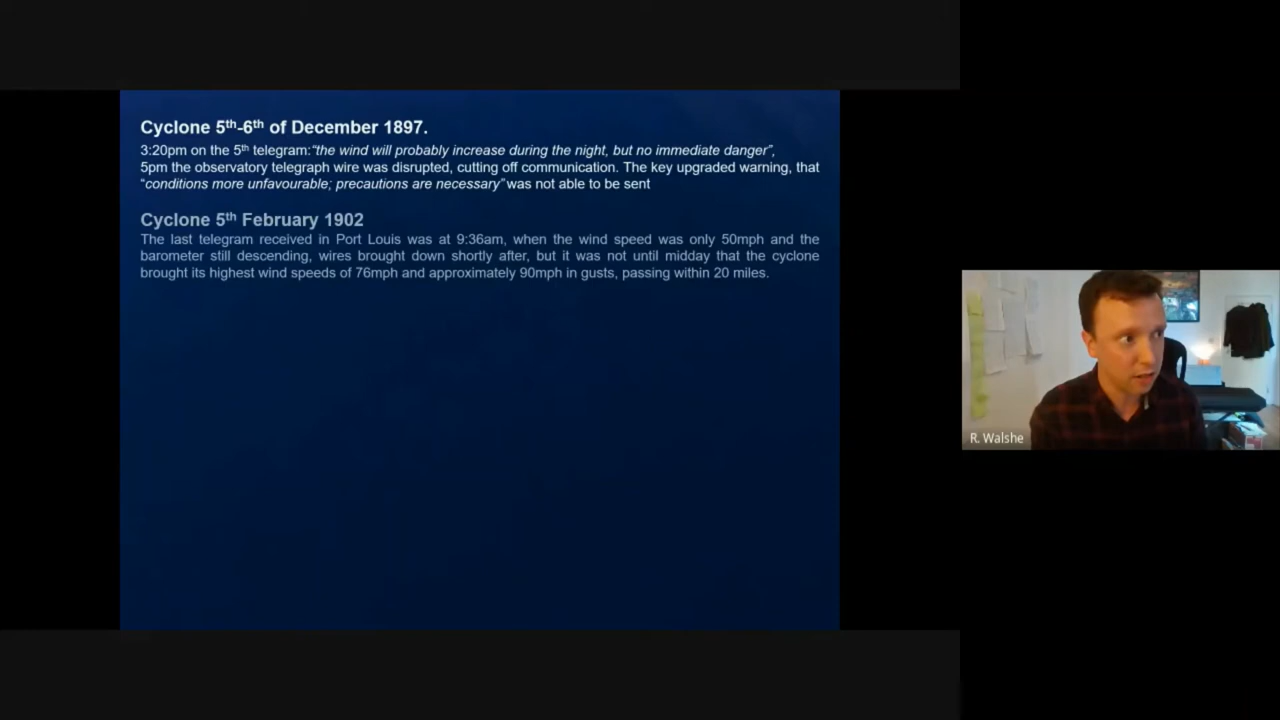 Cyclone 5th-6th of December 1897.
3:20pm on the 5th telegram:“the wind will probably increase during the night, but no immediate danger”,
5pm the observatory telegraph wire was disrupted, cutting off communication. The key upgraded warning, that
“conditions more unfavourable; precautions are necessary” was not able to be sent
Cyclone 5th February 1902
The last telegram received in Port Louis was at 9:36am, when the wind speed was only 50mph and the
barometer still descending, wires brought down shortly after, but it was not until midday that the cyclone
brought its highest wind speeds of 76mph and approximately 90mph in gusts, passing within 20 miles.
R. Walshe